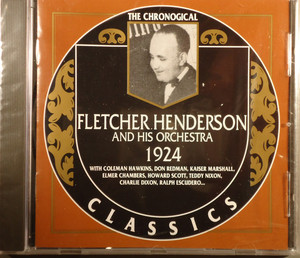 THE CHRONOGICAL
FLETCHER HENDERSON
AND HIS ORCHESTRA
1924
WITH COLEMAN HAWKINS, DON REDMAN, KAISER MARSHALL,
ELMER CHAMBERS, HOWARD SCOTT, TEDDY NIXON,
CHARLIE DIXON, RALPH ESCUDERO...
CLASSICS